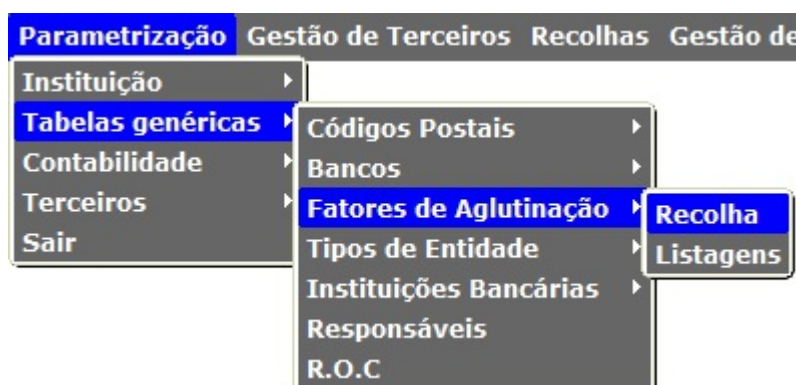 Parametrização Gestão de Terceiros Recolhas Gestão de
Instituição
Tabelas genéricas
Contabilidade
Terceiros
Sair
Códigos Postais
Bancos
Fatores de Aglutinação
Tipos de Entidade
Instituições Bancárias
Responsáveis
R.O.C
Recolha
Listagens